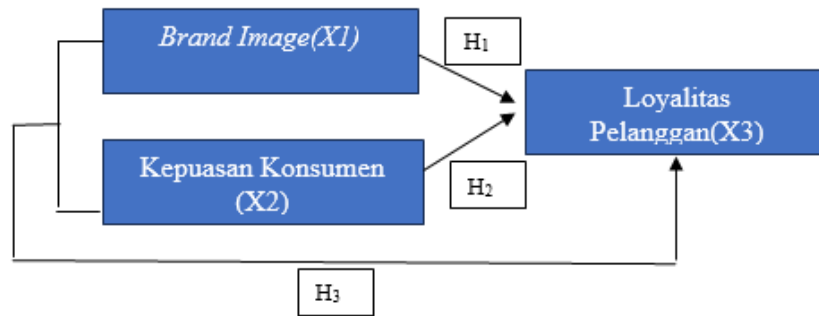 Brand Image(X1)
H₁
Loyalitas
Pelanggan(X3)
Kepuasan Konsumen
(X2)
H₂
H₃